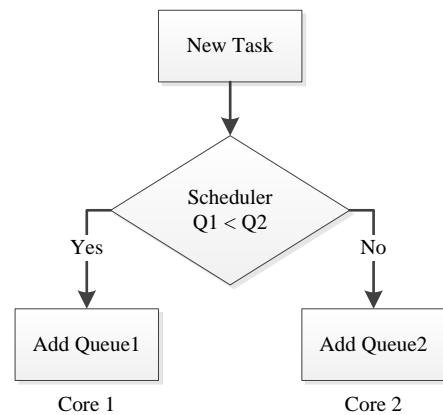 New Task
Scheduler
Q1 < Q2
Yes
No
Add Queue1
Add Queue2
Core 1
Core 2